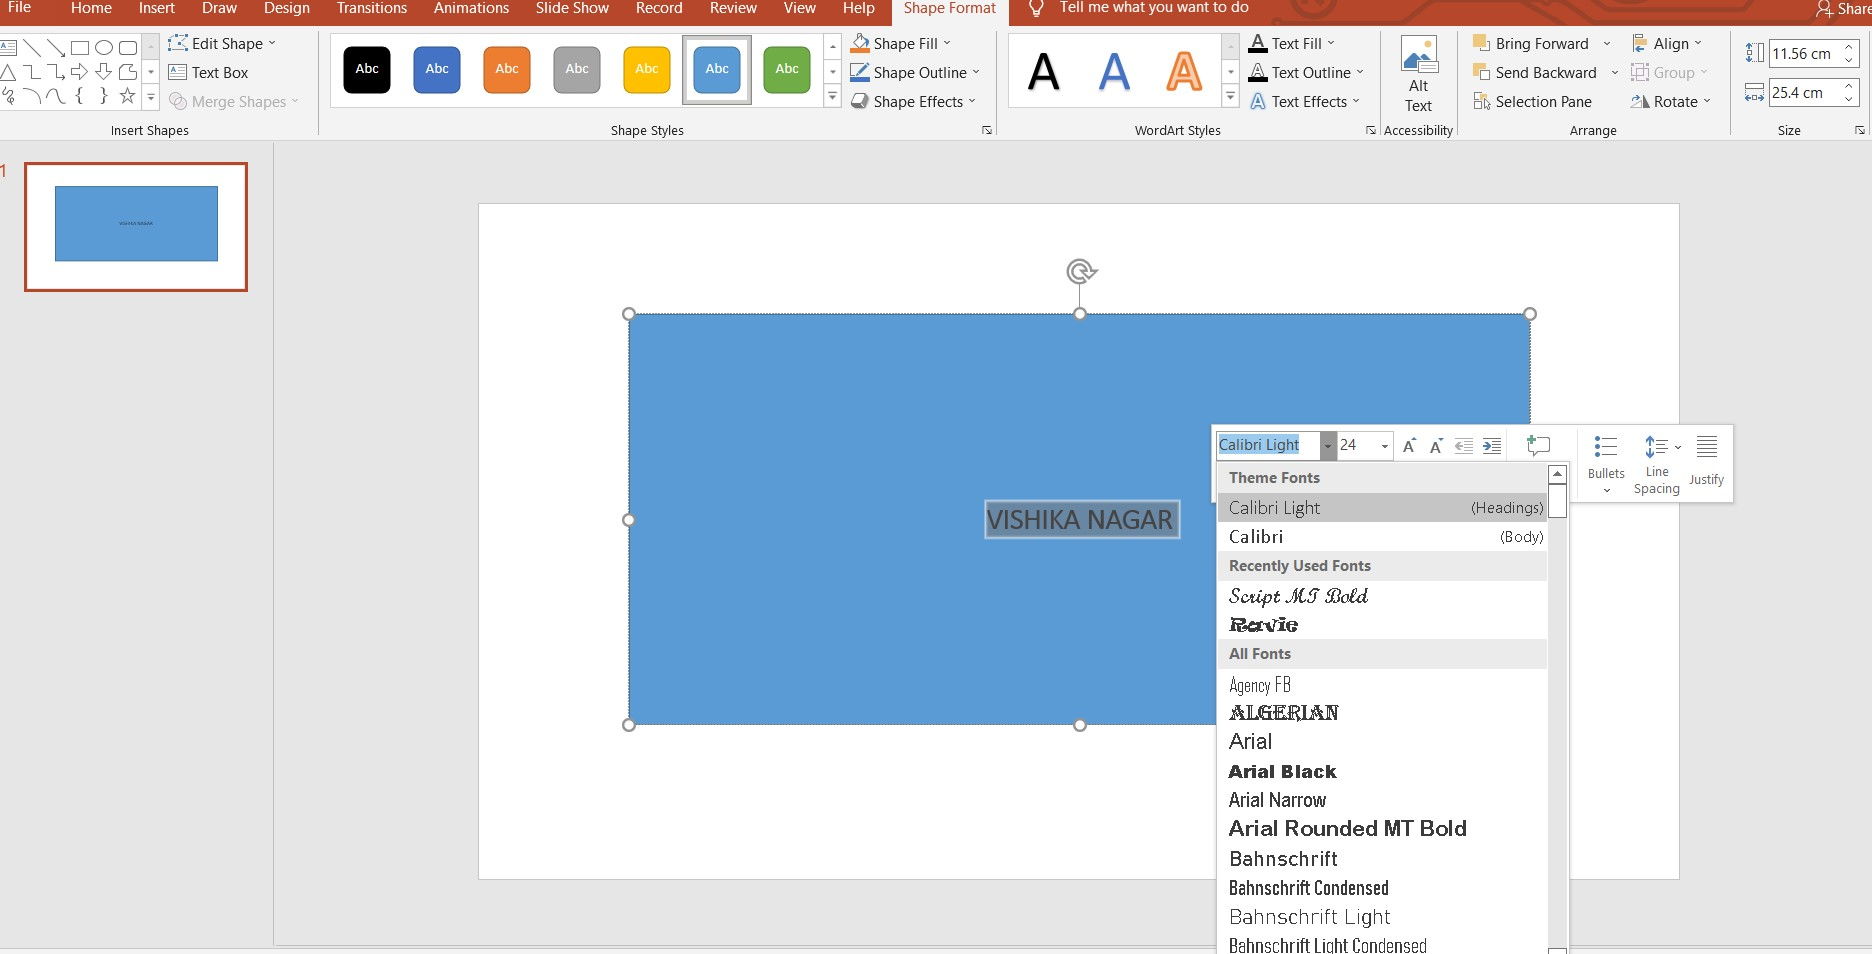 File Home Insert Draw Design Transitions Animations Slide Show Record Review View Help Shape Format Tell me what you want to do Share
Edit Shape
Text Box
Merge Shapes
Insert Shapes
Abc Abc Abc Abc Abc Abc Abc
Shape Fill
Shape Outline
Shape Effects
Shape Styles
A A A
Text Fill
Text Outline
Text Effects
WordArt Styles
Alt
Text
Accessibility
Bring Forward
Send Backward
Selection Pane
Align
Group
Rotate
Arrange
11.56 cm
25.4 cm
Size
1
VISHIKA NAGAR
VISHIKA NAGAR
Calibri Light 24
Bullets
Line
Spacing
Justify
Theme Fonts
Calibri Light (Headings)
Calibri (Body)
Recently Used Fonts
Script MT Bold
Ravie
All Fonts
Agency FB
ALGERIAN
Arial
Arial Black
Arial Narrow
Arial Rounded MT Bold
Bahnschrift
Bahnschrift Condensed
Bahnschrift Light
Bahnschrift Light Condensed